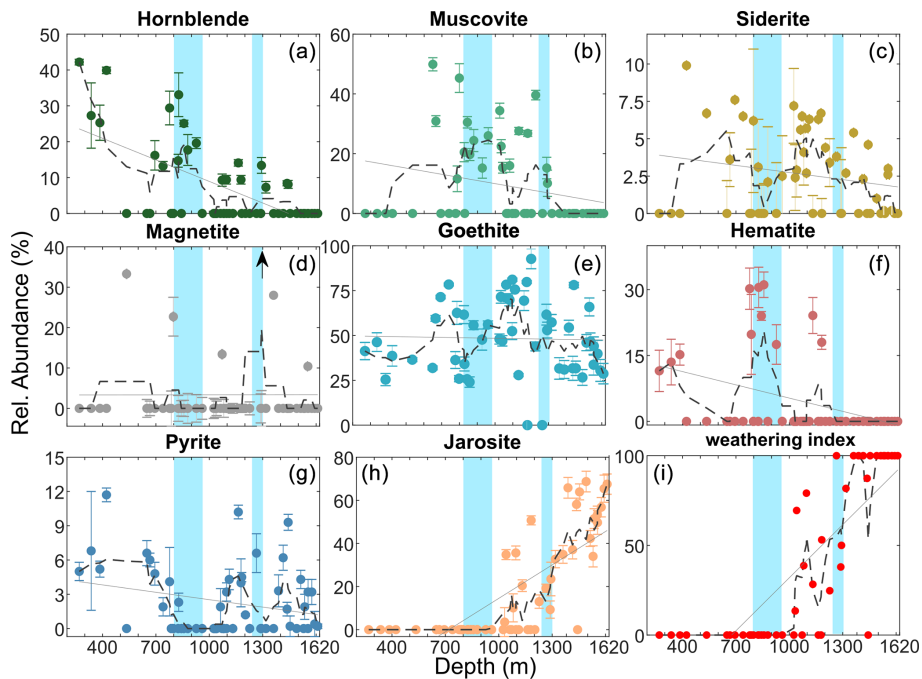 Hornblende Muscovite Siderite
50 40 30 20 10 0 (a)
60 40 20 0 (b)
10 7.5 5 2.5 0 (c)
Magnetite Goethite Hematite
40 30 20 10 0 (d)
100 75 50 25 0 (e)
30 15 0 (f)
Pyrite Jarosite weathering index
15 12 9 6 3 0 (g)
80 60 40 20 0 (h)
100 50 0 (i)
400 700 1000 1300 1620
400 700 1000 1300 1620
400 700 1000 1300 1620
Rel. Abundance (%)
Depth (m)